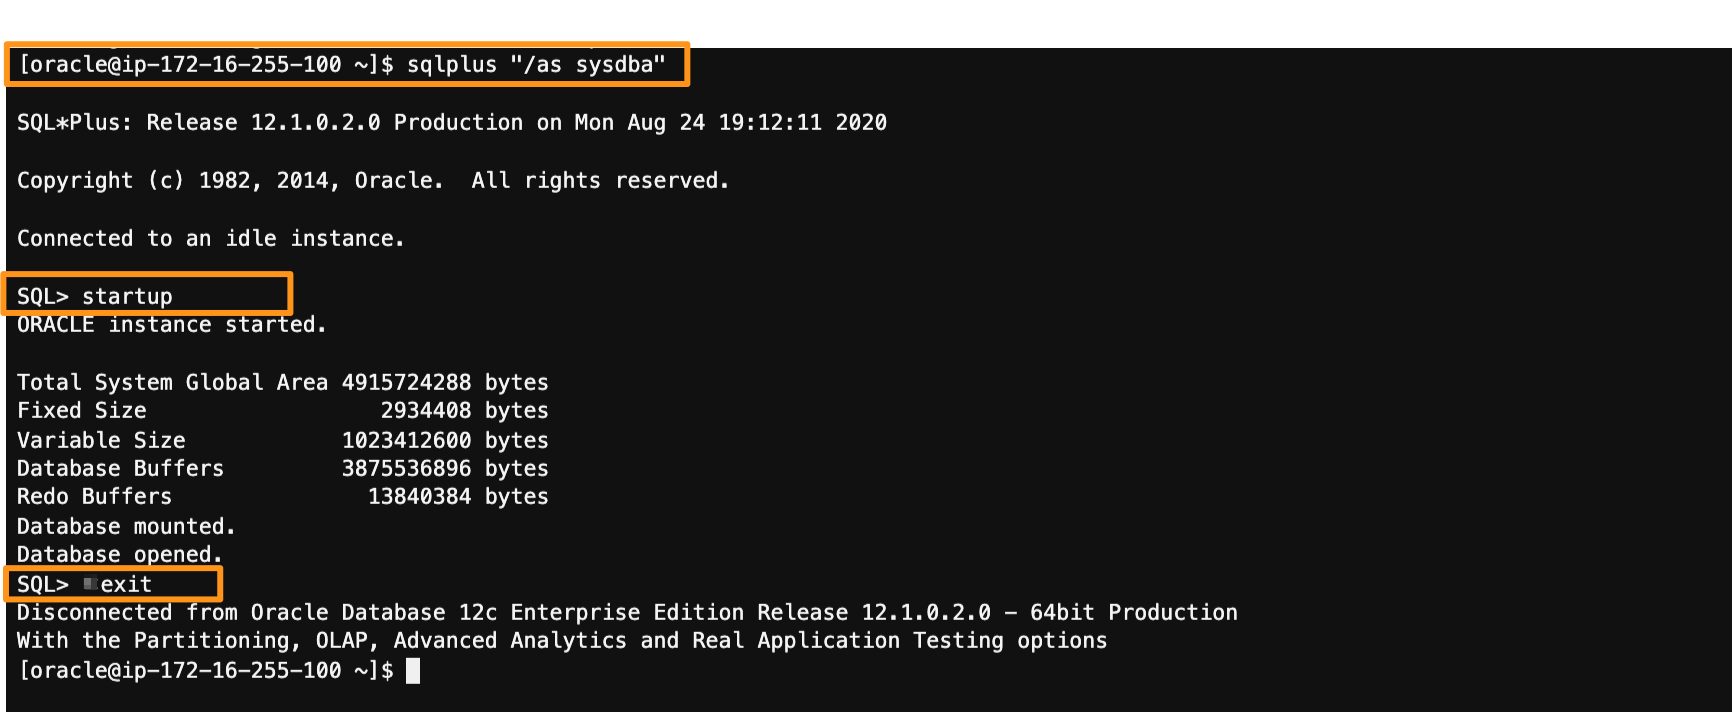 [oracle@ip-172-16-255-100 ~]$ sqlplus "/as sysdba"
SQL*Plus: Release 12.1.0.2.0 Production on Mon Aug 24 19:12:11 2020
Copyright (c) 1982, 2014, Oracle.  All rights reserved.
Connected to an idle instance.
SQL> startup
ORACLE instance started.
Total System Global Area 4915724288 bytes
Fixed Size                  2934408 bytes
Variable Size            1023412600 bytes
Database Buffers         3875536896 bytes
Redo Buffers               13840384 bytes
Database mounted.
Database opened.
SQL> exit
Disconnected from Oracle Database 12c Enterprise Edition Release 12.1.0.2.0 - 64bit Production
With the Partitioning, OLAP, Advanced Analytics and Real Application Testing options
[oracle@ip-172-16-255-100 ~]$